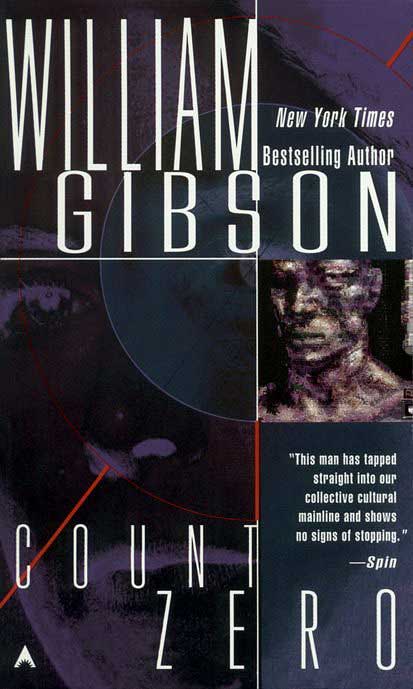 WILLIAM
GIBSON
New York Times
Bestselling Author
"This man has tapped
straight into our
collective cultural
mainline and shows
no signs of stopping."
—Spin
COUNT
ZERO